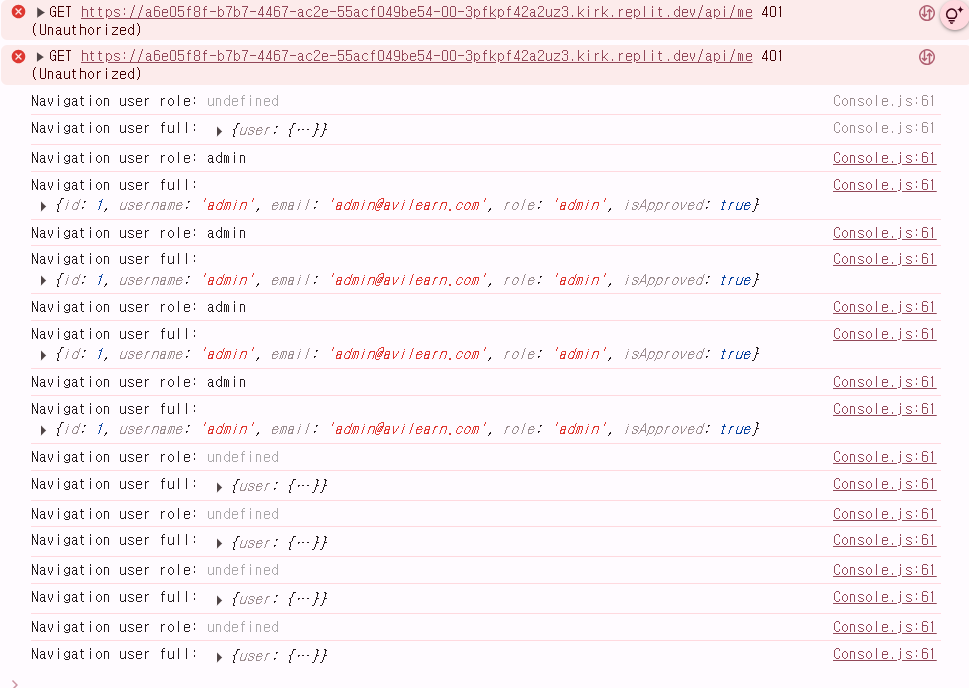 GET https://a6e05f8f-b7b7-4467-ac2e-55acf049be54-00-3pfkpf42a2uz3.kirk.replit.dev/api/me 401
(Unauthorized)
GET https://a6e05f8f-b7b7-4467-ac2e-55acf049be54-00-3pfkpf42a2uz3.kirk.replit.dev/api/me 401
(Unauthorized)
Navigation user role: undefined Console.js:61
Navigation user full: {user: {…}} Console.js:61
Navigation user role: admin Console.js:61
Navigation user full: Console.js:61
{id: 1, username: 'admin', email: 'admin@avilearn.com', role: 'admin', isApproved: true}
Navigation user role: admin Console.js:61
Navigation user full: Console.js:61
{id: 1, username: 'admin', email: 'admin@avilearn.com', role: 'admin', isApproved: true}
Navigation user role: admin Console.js:61
Navigation user full: Console.js:61
{id: 1, username: 'admin', email: 'admin@avilearn.com', role: 'admin', isApproved: true}
Navigation user role: admin Console.js:61
Navigation user full: Console.js:61
{id: 1, username: 'admin', email: 'admin@avilearn.com', role: 'admin', isApproved: true}
Navigation user role: undefined Console.js:61
Navigation user full: {user: {…}} Console.js:61
Navigation user role: undefined Console.js:61
Navigation user full: {user: {…}} Console.js:61
Navigation user role: undefined Console.js:61
Navigation user full: {user: {…}} Console.js:61
Navigation user role: undefined Console.js:61
Navigation user full: {user: {…}} Console.js:61